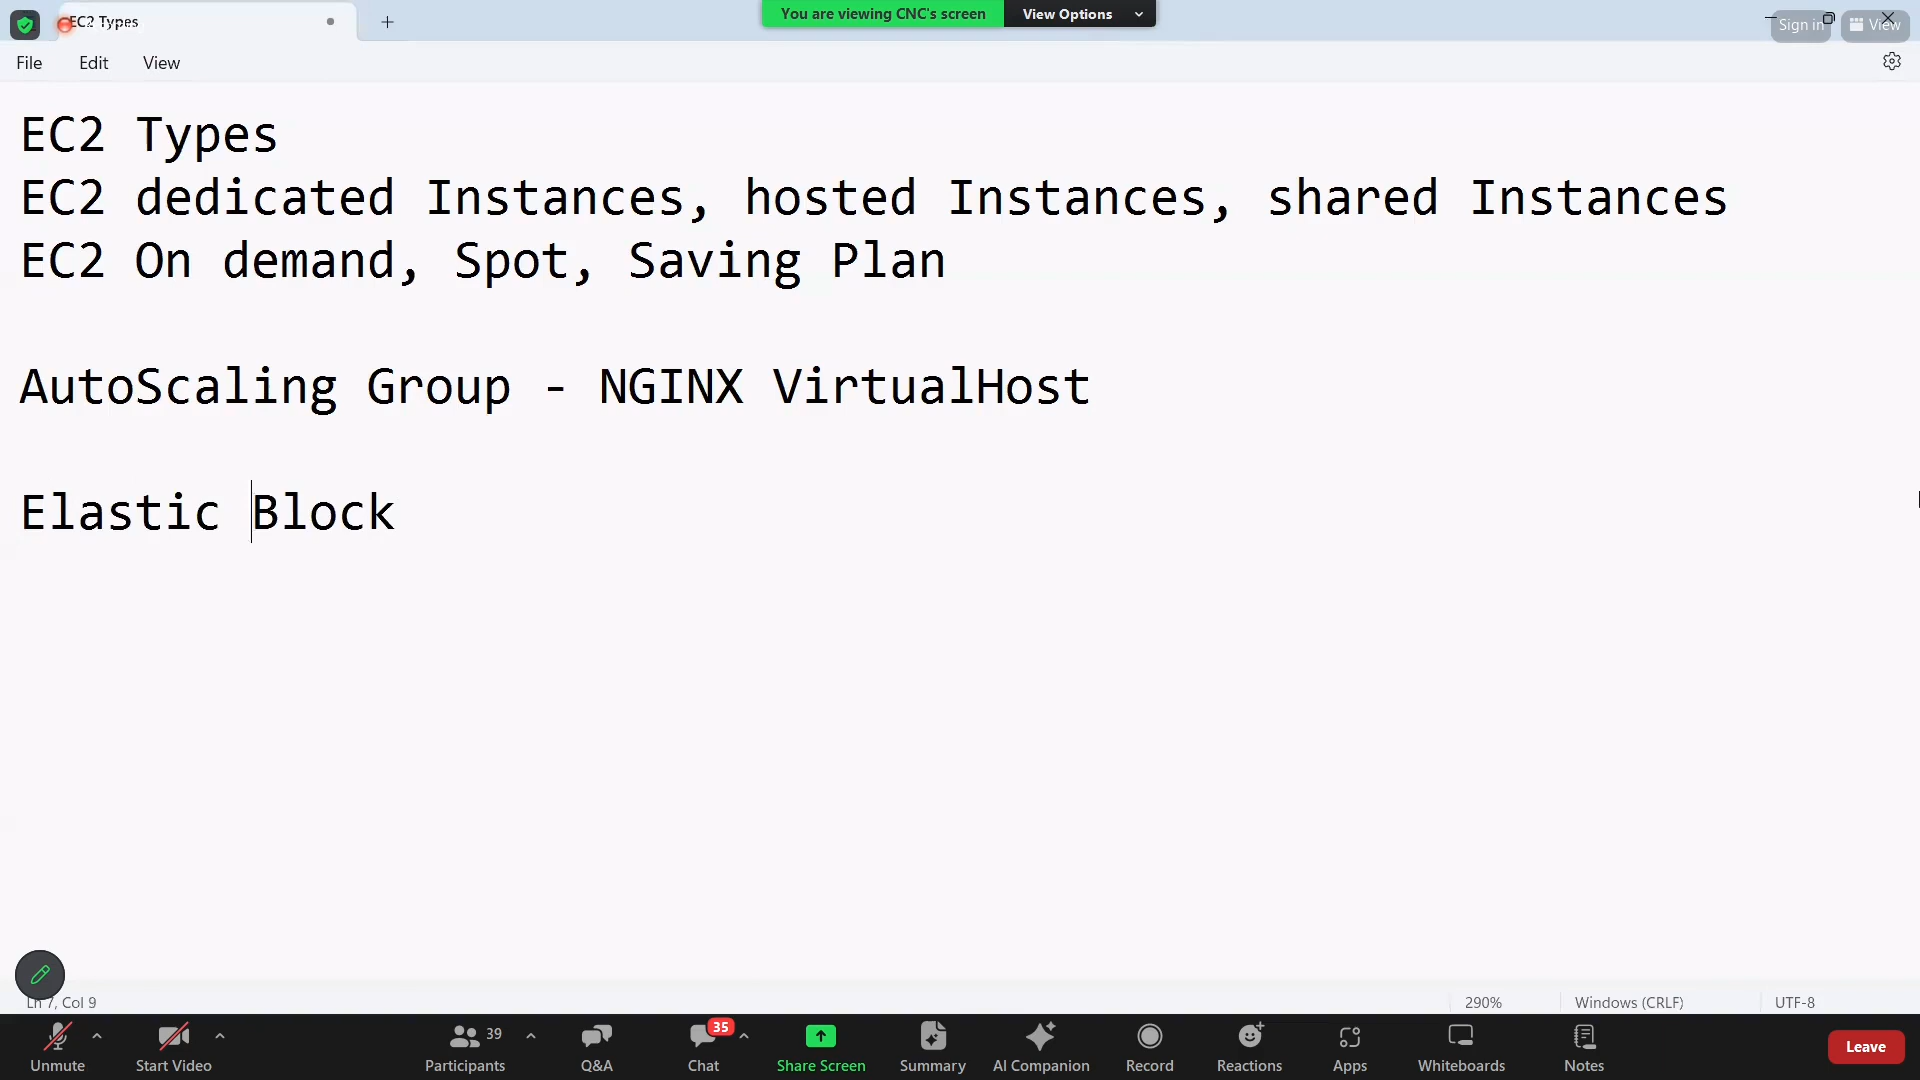 EC2 Types
You are viewing CNC's screen
View Options
Sign in
View
File
Edit
View
EC2 Types
EC2 dedicated Instances, hosted Instances, shared Instances
EC2 On demand, Spot, Saving Plan
AutoScaling Group - NGINX VirtualHost
Elastic Block
Ln 7, Col 9
290%
Windows (CRLF)
UTF-8
Unmute
Start Video
39
Participants
Q&A
35
Chat
Share Screen
Summary
AI Companion
Record
Reactions
Apps
Whiteboards
Notes
Leave